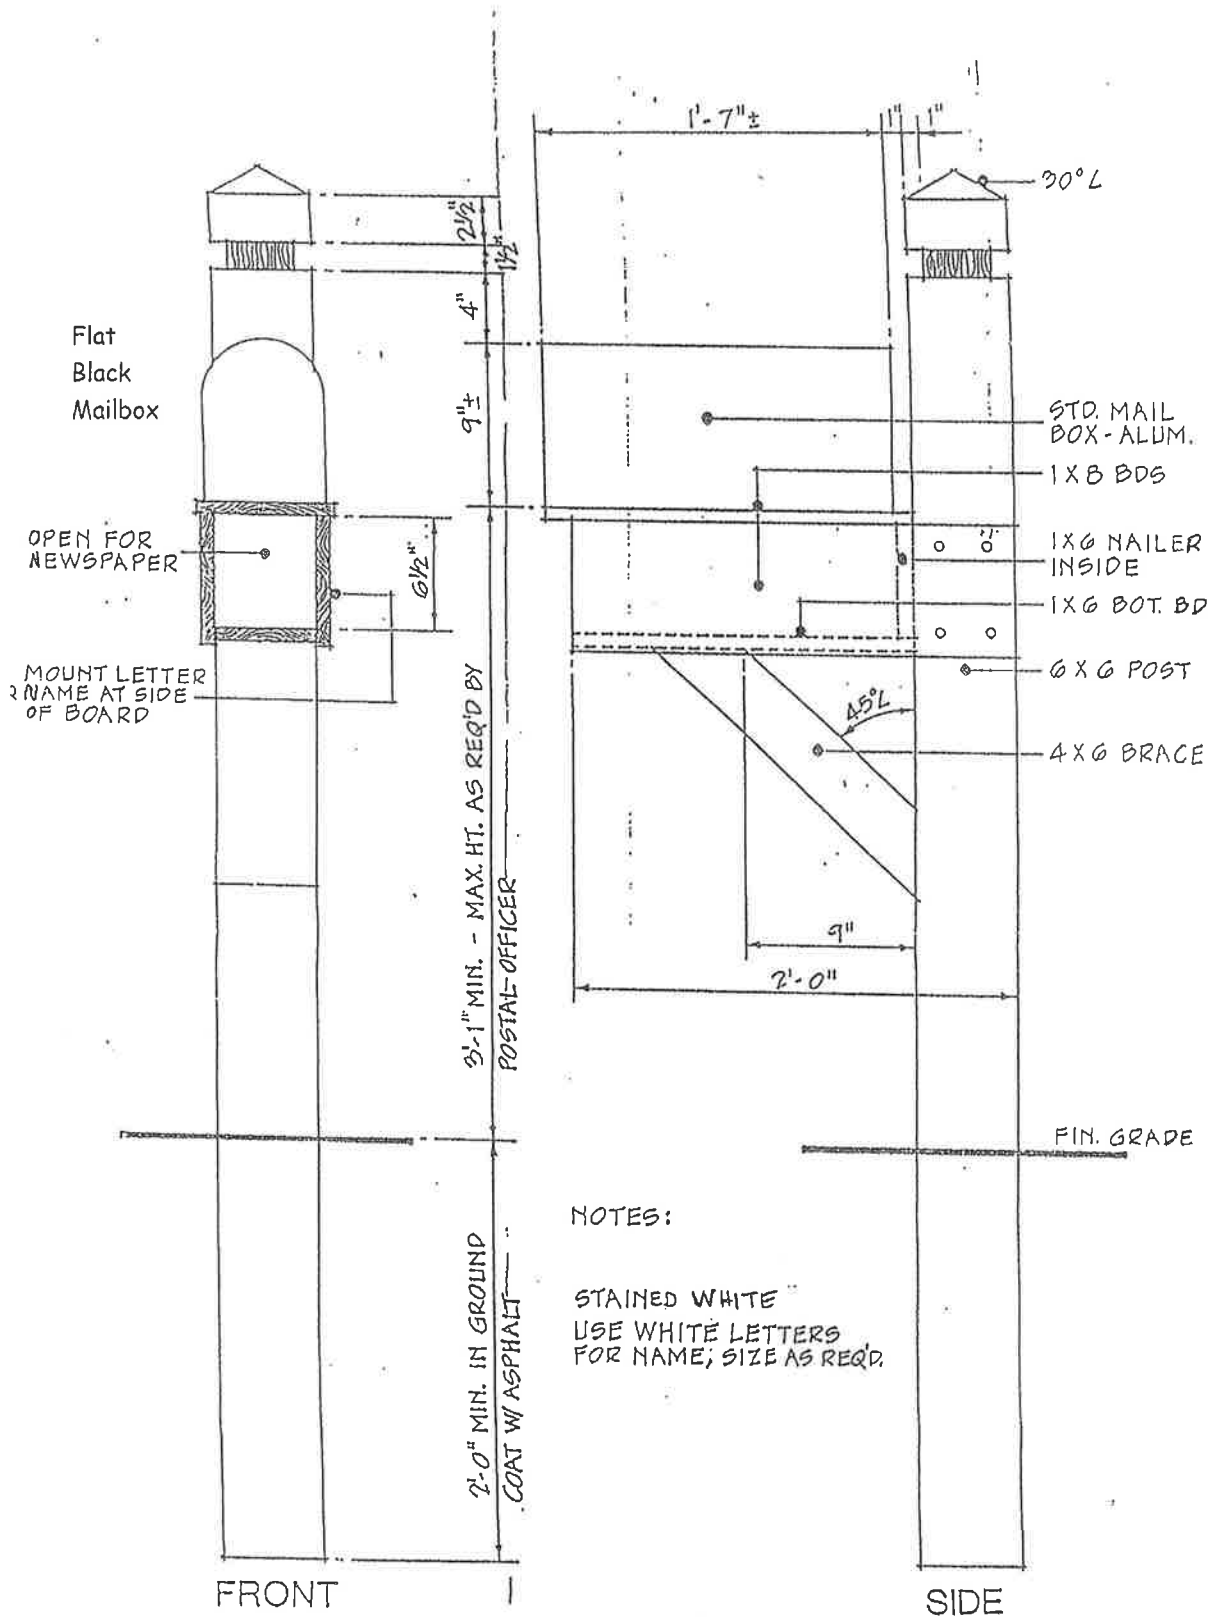 1'-7"±
1"
1"
30°L
2½"
1½"
4"
9"±
Flat
Black
Mailbox
STD. MAIL
BOX-ALUM.
1X8 BDS
OPEN FOR
NEWSPAPER
6½"
1X6 NAILER
INSIDE
1X6 BOT. BD
MOUNT LETTER
NAME AT SIDE
OF BOARD
6X6 POST
45°L
4X6 BRACE
3'-1" MIN. - MAX. HT. AS REQ'D BY
POSTAL-OFFICER
9"
2'-0"
FIN. GRADE
2'-0" MIN. IN GROUND
COAT W/ ASPHALT
NOTES:
STAINED WHITE
USE WHITE LETTERS
FOR NAME; SIZE AS REQ'D.
FRONT
SIDE